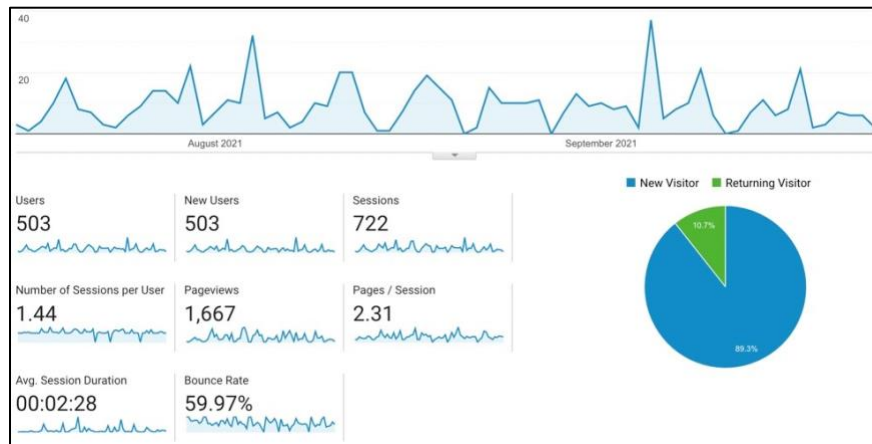 40
20
August 2021
September 2021
New Visitor
Returning Visitor
Users
New Users
Sessions
503
503
722
10.7%
Number of Sessions per User
Pageviews
Pages / Session
1.44
1,667
2.31
89.3%
Avg. Session Duration
Bounce Rate
00:02:28
59.97%